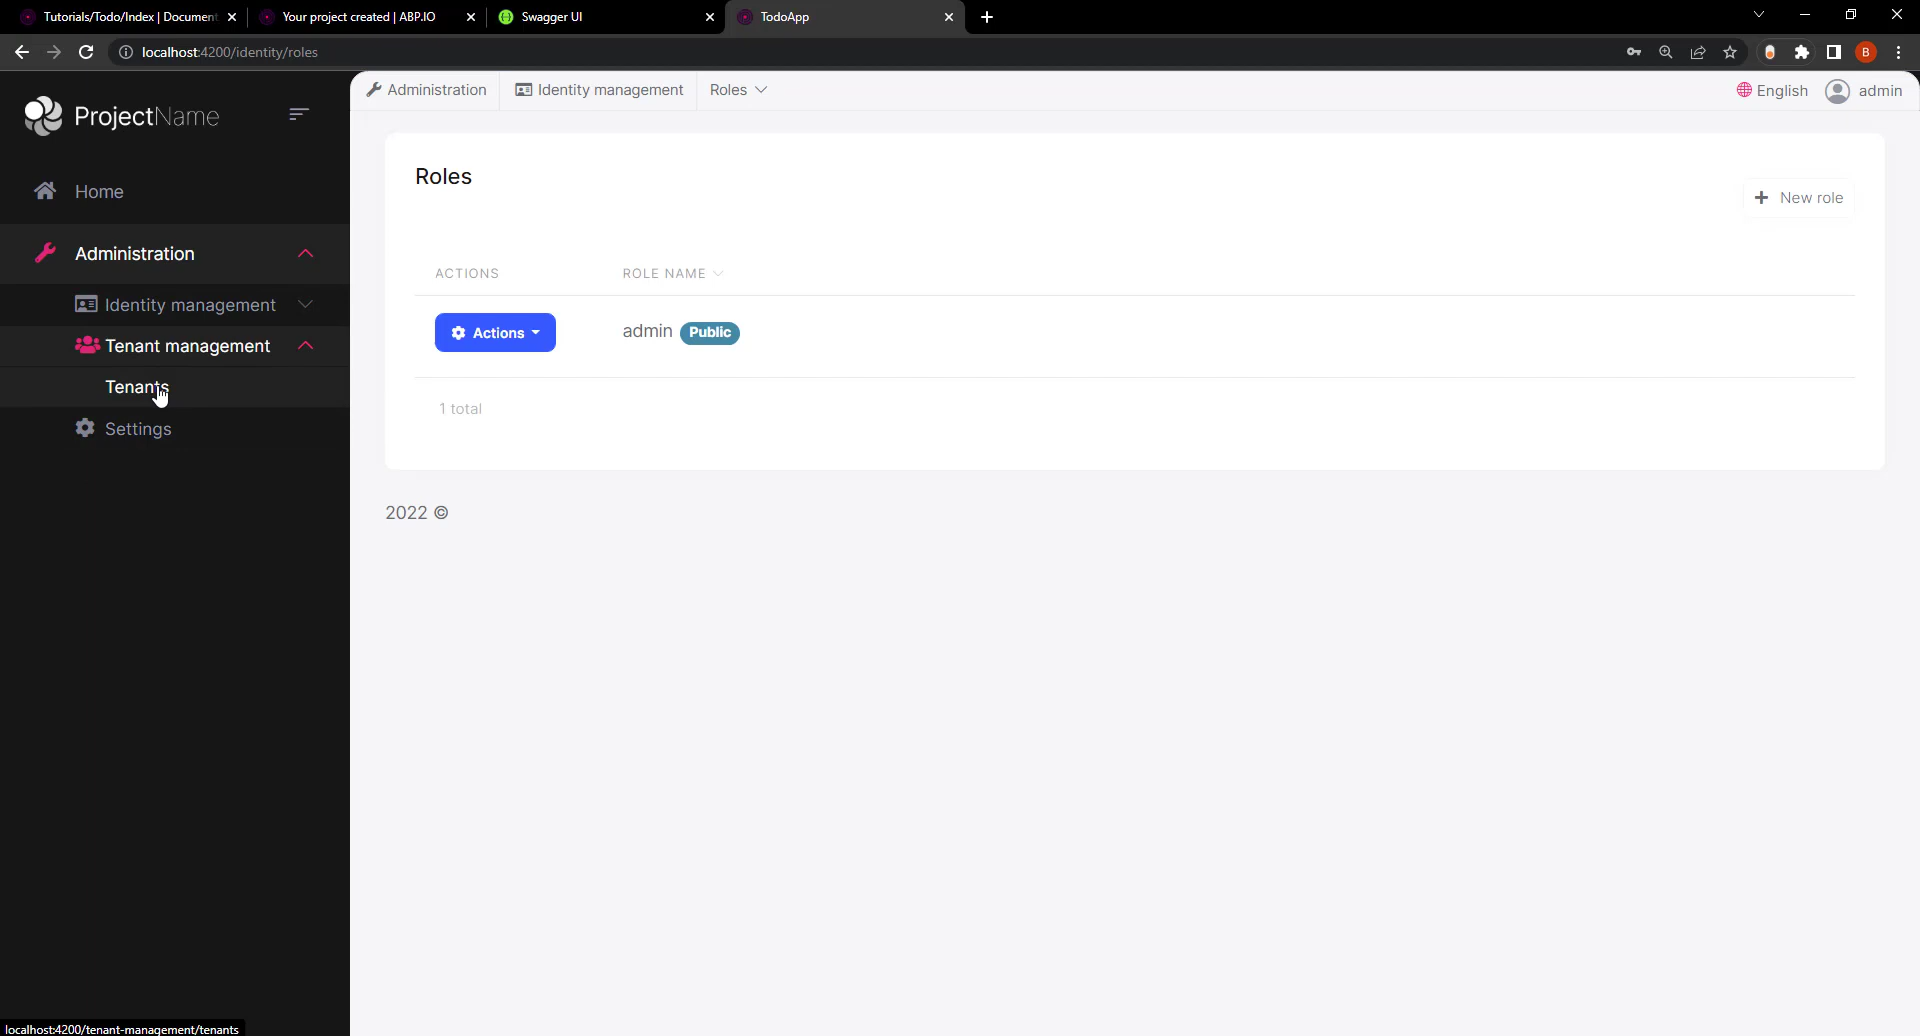 Tutorials/Todo/Index | Document
Your project created | ABP.IO
Swagger UI
TodoApp
localhost:4200/identity/roles
B
ProjectName
Administration
Identity management
Roles
English
admin
Home
Administration
Identity management
Tenant management
Tenants
Settings
Roles
New role
ACTIONS
ROLE NAME
Actions
admin
Public
1 total
2022 ©
localhost:4200/tenant-management/tenants